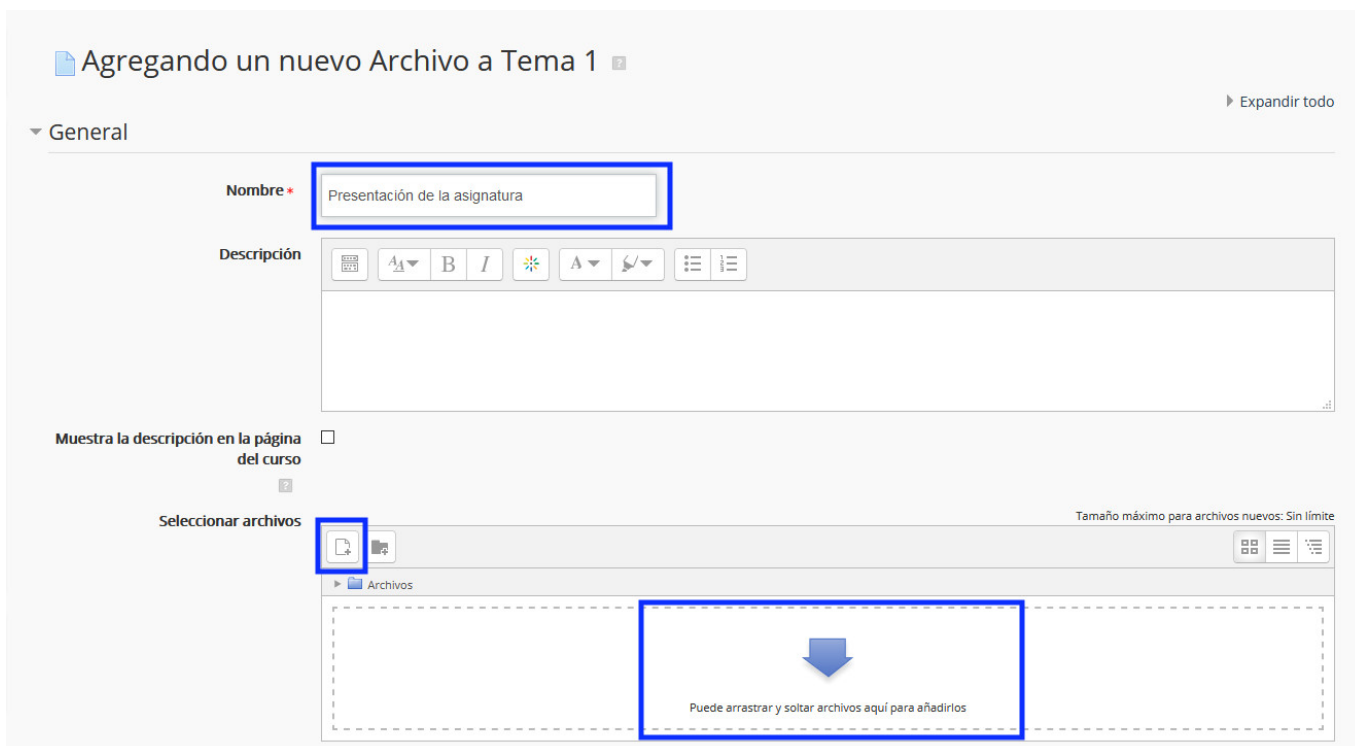 Agregando un nuevo Archivo a Tema 1
Expandir todo
General
Nombre *
Presentación de la asignatura
Descripción
B I
A
Muestra la descripción en la página
del curso
Seleccionar archivos
Tamaño máximo para archivos nuevos: Sin límite
Archivos
Puede arrastrar y soltar archivos aquí para añadirlos